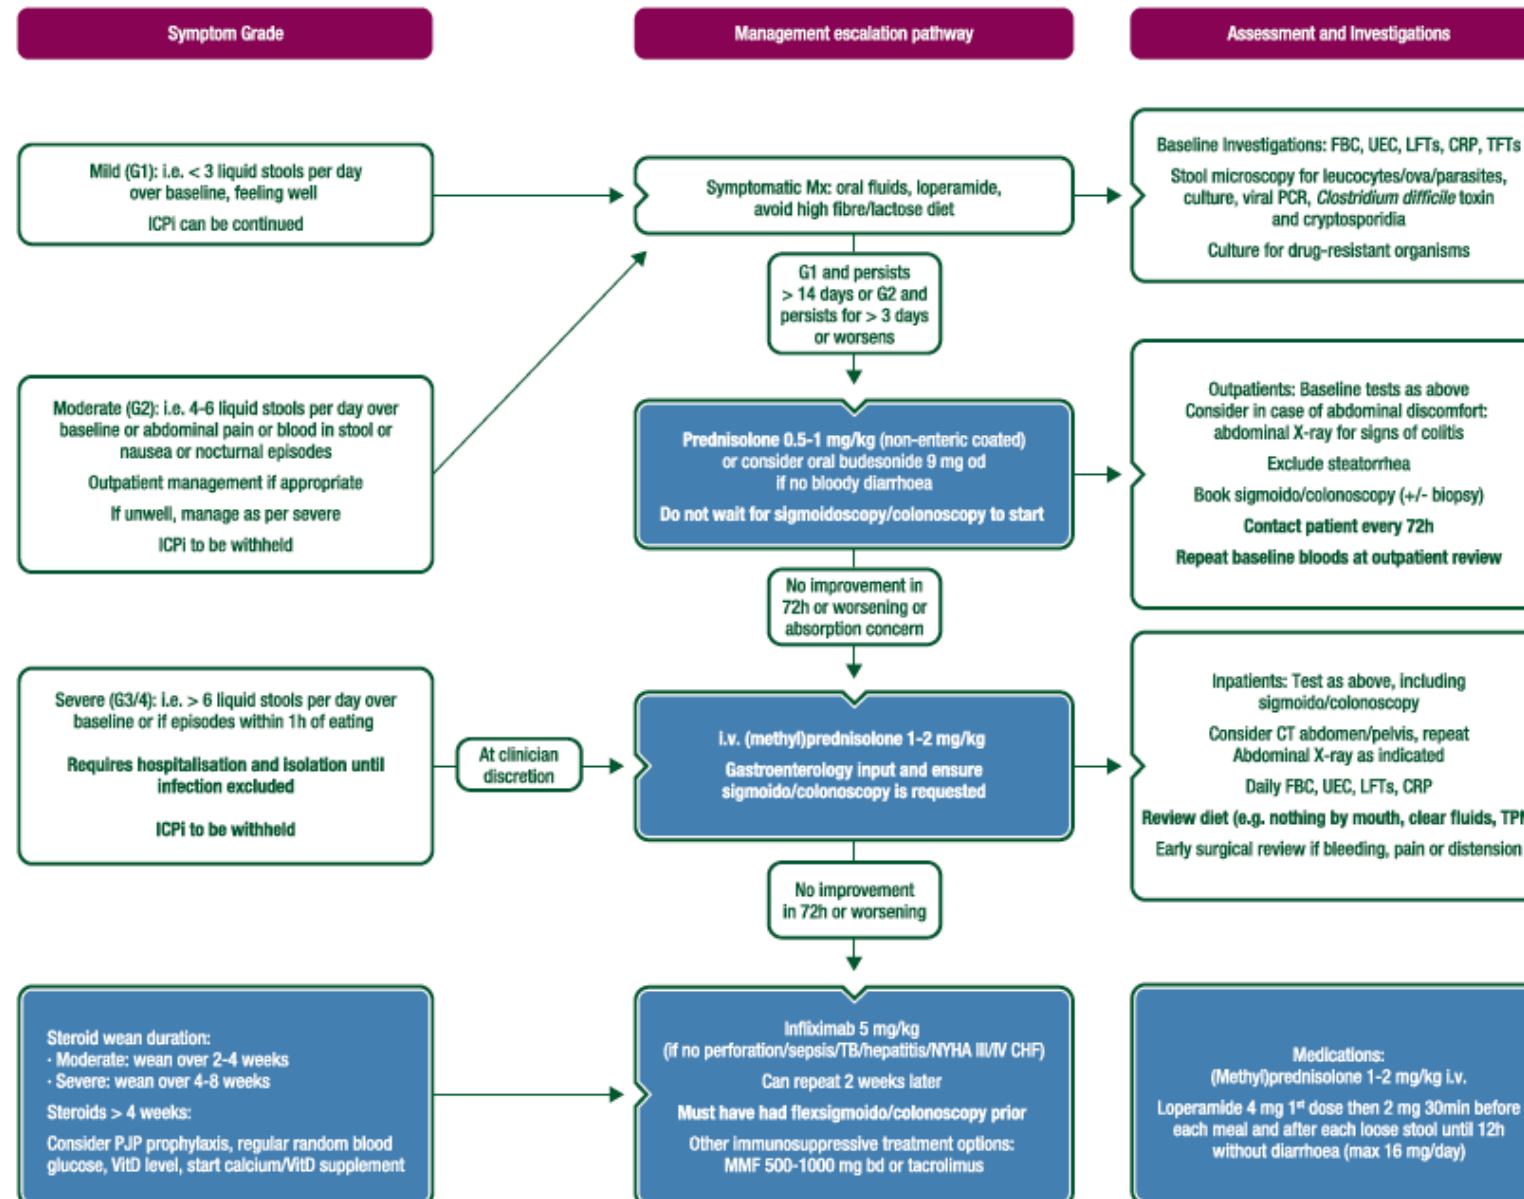 Symptom Grade
Management escalation pathway
Assessment and Investigations
Mild (G1): i.e. < 3 liquid stools per day
over baseline, feeling well
ICPi can be continued
Symptomatic Mx: oral fluids, loperamide,
avoid high fibre/lactose diet
Baseline Investigations: FBC, UEC, LFTs, CRP, TFTs
Stool microscopy for leucocytes/ova/parasites,
culture, viral PCR, Clostridium difficile toxin
and cryptosporidia
Culture for drug-resistant organisms
G1 and persists
> 14 days or G2 and
persists for > 3 days
or worsens
Moderate (G2): i.e. 4-6 liquid stools per day over
baseline or abdominal pain or blood in stool or
nausea or nocturnal episodes
Outpatient management if appropriate
If unwell, manage as per severe
ICPi to be withheld
Prednisolone 0.5-1 mg/kg (non-enteric coated)
or consider oral budesonide 9 mg od
if no bloody diarrhoea
Do not wait for sigmoidoscopy/colonoscopy to start
Outpatients: Baseline tests as above
Consider in case of abdominal discomfort:
abdominal X-ray for signs of colitis
Exclude steatorrhea
Book sigmoido/colonoscopy (+/- biopsy)
Contact patient every 72h
Repeat baseline bloods at outpatient review
No improvement in
72h or worsening or
absorption concern
Severe (G3/4): i.e. > 6 liquid stools per day over
baseline or if episodes within 1h of eating
Requires hospitalisation and isolation until
infection excluded
ICPi to be withheld
At clinician
discretion
i.v. (methyl)prednisolone 1-2 mg/kg
Gastroenterology input and ensure
sigmoido/colonoscopy is requested
Inpatients: Test as above, including
sigmoido/colonoscopy
Consider CT abdomen/pelvis, repeat
Abdominal X-ray as indicated
Daily FBC, UEC, LFTs, CRP
Review diet (e.g. nothing by mouth, clear fluids,
Early surgical review if bleeding, pain or distension
No improvement
in 72h or worsening
Steroid wean duration:
· Moderate: wean over 2-4 weeks
· Severe: wean over 4-8 weeks
Steroids > 4 weeks:
Consider PJP prophylaxis, regular random blood
glucose, VitD level, start calcium/VitD supplement
Infliximab 5 mg/kg
(if no perforation/sepsis/TB/hepatitis/NYHA III/IV CHF)
Can repeat 2 weeks later
Must have had flexsigmoido/colonoscopy prior
Other immunosuppressive treatment options:
MMF 500-1000 mg bd or tacrolimus
Medications:
(Methyl)prednisolone 1-2 mg/kg i.v.
Loperamide 4 mg 1st dose then 2 mg 30min before
each meal and after each loose stool until 12h
without diarrhoea (max 16 mg/day)